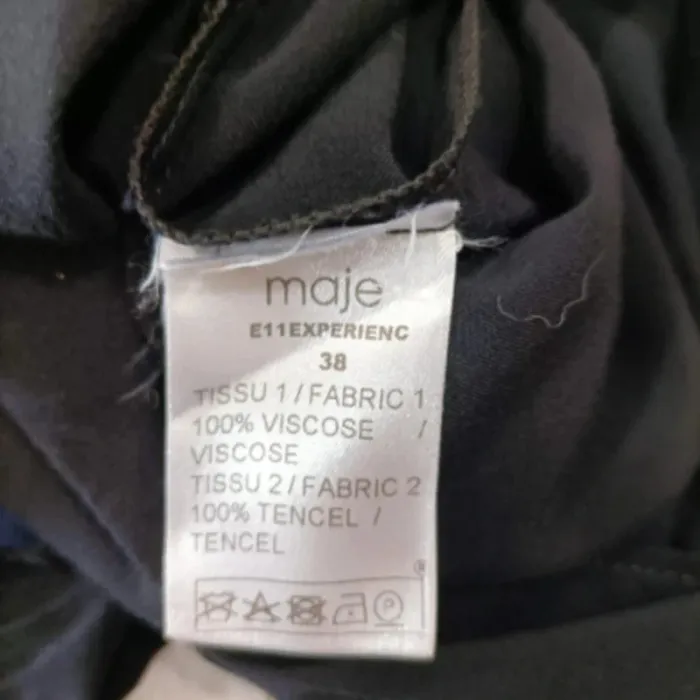 maje
E11EXPERIENC
38
TISSU 1 / FABRIC 1
100% VISCOSE /
VISCOSE
TISSU 2 / FABRIC 2
100% TENCEL /
TENCEL
P